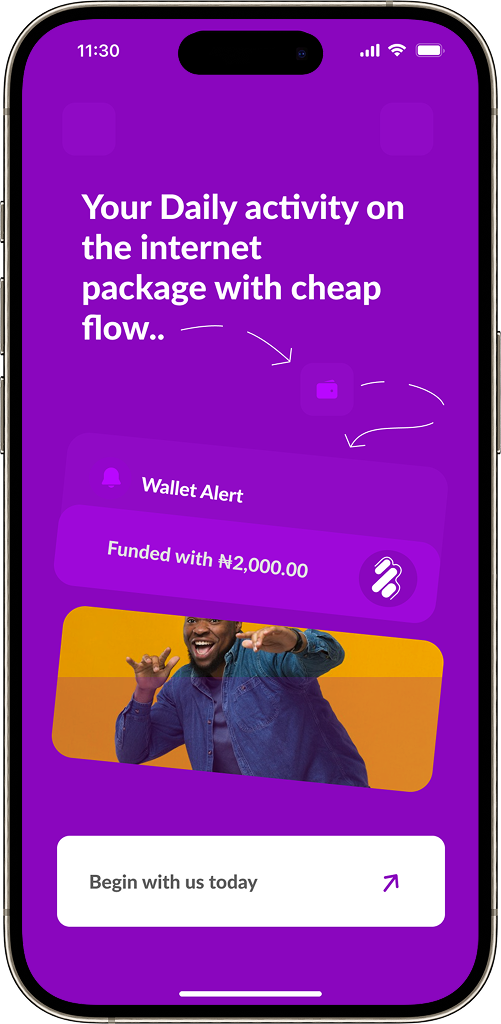 11:30
Your Daily activity on
the internet
package with cheap
flow..
Wallet Alert
Funded with ₦2,000.00
Begin with us today